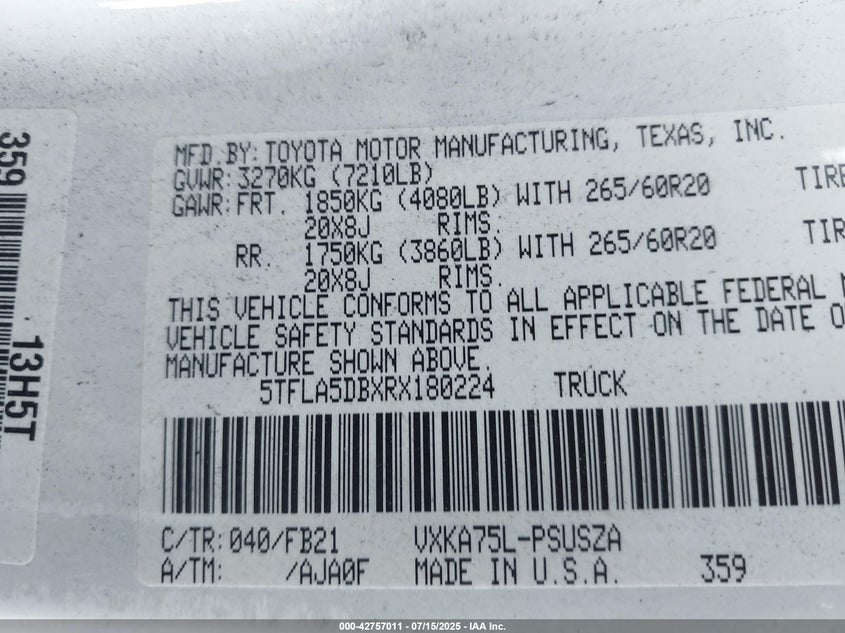 359
13H5T
MFD.BY: TOYOTA MOTOR MANUFACTURING, TEXAS, INC.
GVWR: 3270KG (7210LB)
GAWR: FRT. 1850KG (4080LB) WITH 265/60R20 TIRE
20X8J RIMS.
RR. 1750KG (3860LB) WITH 265/60R20 TIR
20X8J RIMS.
THIS VEHICLE CONFORMS TO ALL APPLICABLE FEDERAL M
VEHICLE SAFETY STANDARDS IN EFFECT ON THE DATE O
MANUFACTURE SHOWN ABOVE.
5TFLA5DBXRX180224 TRUCK
C/TR: 040/FB21 VXKA75L-PSUSZA
A/TM: /AJA0F MADE IN U.S.A. 359
000-42757011 - 07/15/2025 - IAA Inc.